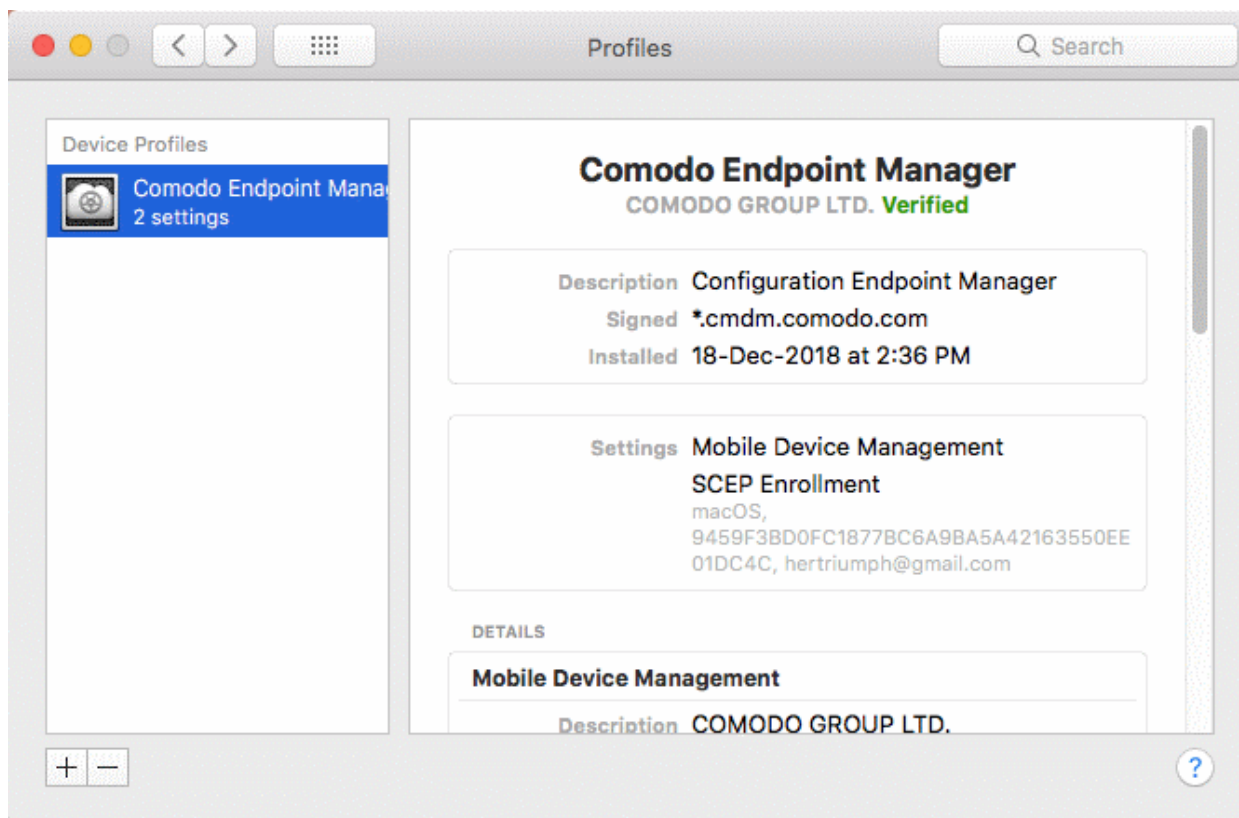 Profiles
Search
Device Profiles
Comodo Endpoint Mana
2 settings
Comodo Endpoint Manager
COMODO GROUP LTD. Verified
Description Configuration Endpoint Manager
Signed *.cmdm.comodo.com
Installed 18-Dec-2018 at 2:36 PM
Settings Mobile Device Management
SCEP Enrollment
macOS,
9459F3BD0FC1877BC6A9BA5A42163550EE
01DC4C, hertriumph@gmail.com
DETAILS
Mobile Device Management
Description COMODO GROUP LTD.
+ −
?